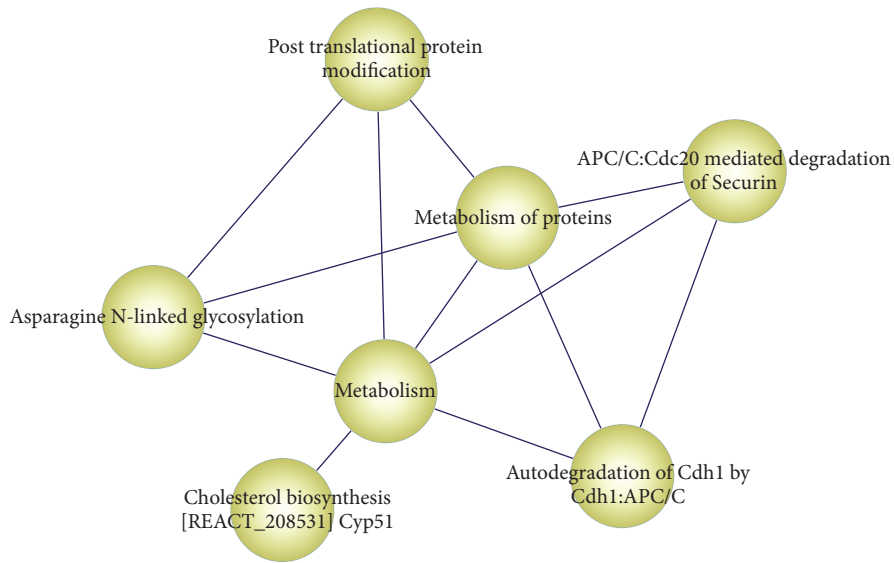 Post translational protein
modification
APC/C:Cdc20 mediated degradation
of Securin
Metabolism of proteins
Asparagine N-linked glycosylation
Metabolism
Autodegradation of Cdh1 by
Cdh1:APC/C
Cholesterol biosynthesis
[REACT_208531] Cyp51